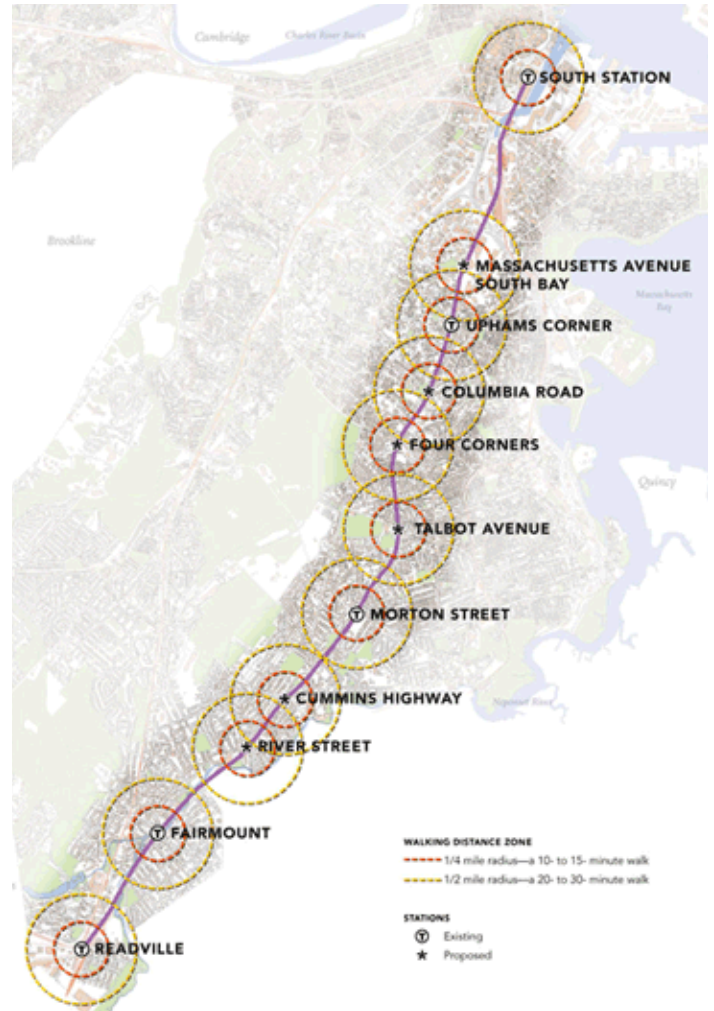 Cambridge
Charles River Basin
Ⓣ SOUTH STATION
Brookline
★ MASSACHUSETTS AVENUE
SOUTH BAY
Massachusetts
Bay
Ⓣ UPHAMS CORNER
★ COLUMBIA ROAD
★ FOUR CORNERS
Quincy
★ TALBOT AVENUE
Ⓣ MORTON STREET
★ CUMMINS HIGHWAY
Neponset River
★ RIVER STREET
Ⓣ FAIRMOUNT
WALKING DISTANCE ZONE
1/4 mile radius—a 10- to 15- minute walk
1/2 mile radius—a 20- to 30- minute walk
STATIONS
Ⓣ Existing
★ Proposed
Ⓣ READVILLE